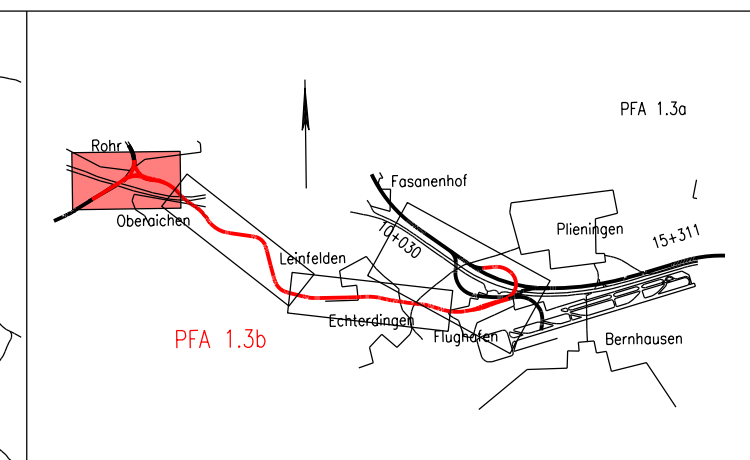 PFA 1.3a
Rohr
Fasanenhof
Oberaichen
Plieningen
10+030
15+311
Leinfelden
Echterdingen
PFA 1.3b
Flughafen
Bernhausen